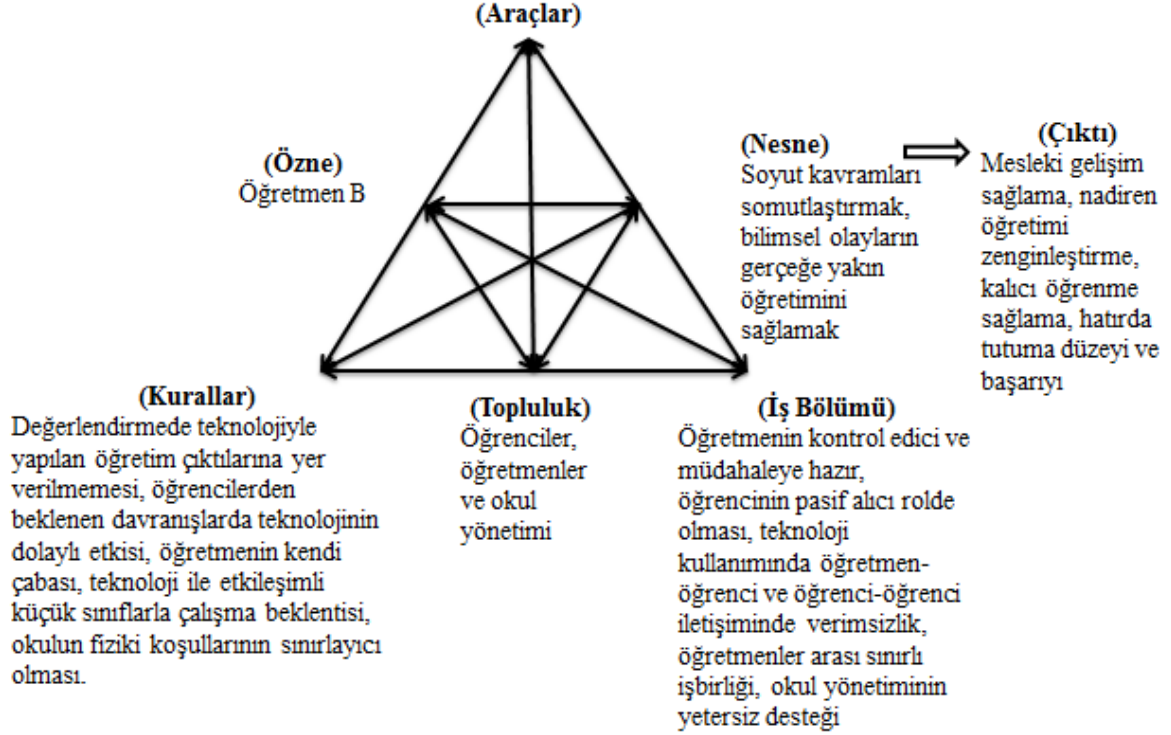 (Araçlar)
(Özne)
Öğretmen B
(Nesne)
Soyut kavramları
somutlaştırmak,
bilimsel olayların
gerçeğe yakın
öğretimini
sağlamak
(Çıktı)
Mesleki gelişim
sağlama, nadiren
öğretimi
zenginleştirme,
kalıcı öğrenme
sağlama, hatırda
tutuma düzeyi ve
başarıyı
(Kurallar)
Değerlendirmede teknolojiyle
yapılan öğretim çıktılarına yer
verilmemesi, öğrencilerden
beklenen davranışlarda teknolojinin
dolaylı etkisi, öğretmenin kendi
çabası, teknoloji ile etkileşimli
küçük sınıflarla çalışma beklentisi,
okulun fiziki koşullarının sınırlayıcı
olması.
(Topluluk)
Öğrenciler,
öğretmenler
ve okul
yönetimi
(İş Bölümü)
Öğretmenin kontrol edici ve
müdahaleye hazır,
öğrencinin pasif alıcı rolde
olması, teknoloji
kullanımında öğretmen-
öğrenci ve öğrenci-öğrenci
iletişiminde verimsizlik,
öğretmenler arası sınırlı
işbirliği, okul yönetiminin
yetersiz desteği